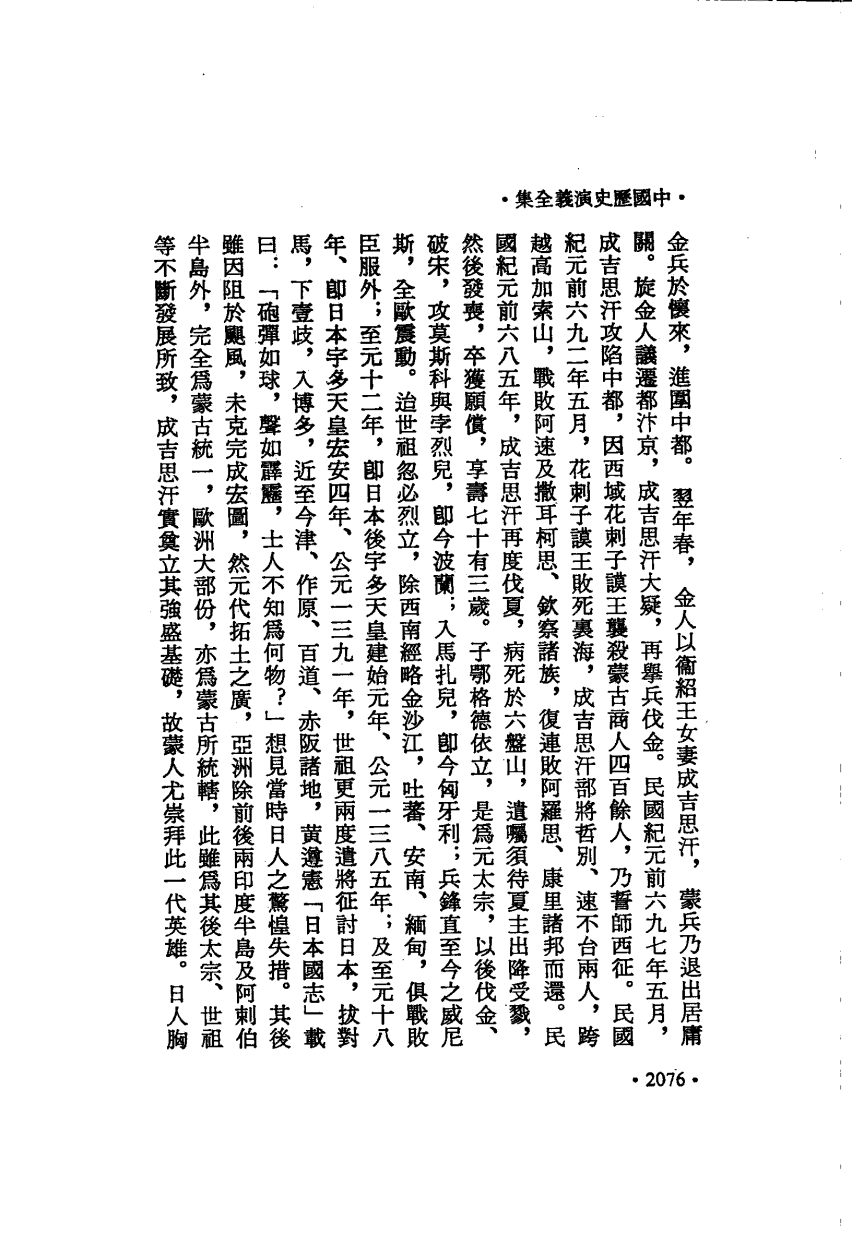 ·中國歷史演義全集·
金兵於懷來，進圍中都。翌年春，金人以衞紹王女妻成吉思汗，蒙兵乃退出居庸
關。旋金人議遷都汴京，成吉思汗大疑，再舉兵伐金。民國紀元前六九七年五月，
成吉思汗攻陷中都，因西域花剌子謨王襲殺蒙古商人四百餘人，乃誓師西征。民國
紀元前六九二年五月，花剌子謨王敗死裏海，成吉思汗部將哲別、速不台兩人，跨
越高加索山，戰敗阿速及撒耳柯思、欽察諸族，復連敗阿羅思、康里諸邦而還。民
國紀元前六八五年，成吉思汗再度伐夏，病死於六盤山，遺囑須待夏主出降受戮，
然後發喪，卒獲願償，享壽七十有三歲。子鄂格德依立，是爲元太宗，以後伐金、
破宋，攻莫斯科與孛烈兒，卽今波蘭；入馬扎兒，卽今匈牙利；兵鋒直至今之威尼
斯，全歐震動。迨世祖忽必烈立，除西南經略金沙江，吐蕃、安南、緬甸，俱戰敗
臣服外；至元十二年，卽日本後宇多天皇建始元年、公元一三八五年；及至元十八
年、卽日本宇多天皇宏安四年、公元一三九一年，世祖更兩度遣將征討日本，拔對
馬，下壹歧，入博多，近至今津、作原、百道、赤阪諸地，黃遵憲「日本國志」載
曰：「砲彈如球，聲如霹靂，士人不知爲何物？」想見當時日人之驚惶失措。其後
雖因阻於颶風，未克完成宏圖，然元代拓土之廣，亞洲除前後兩印度半島及阿剌伯
半島外，完全爲蒙古統一，歐洲大部份，亦爲蒙古所統轄，此雖爲其後太宗、世祖
等不斷發展所致，成吉思汗實奠立其強盛基礎，故蒙人尤崇拜此一代英雄。日人胸
·2076·